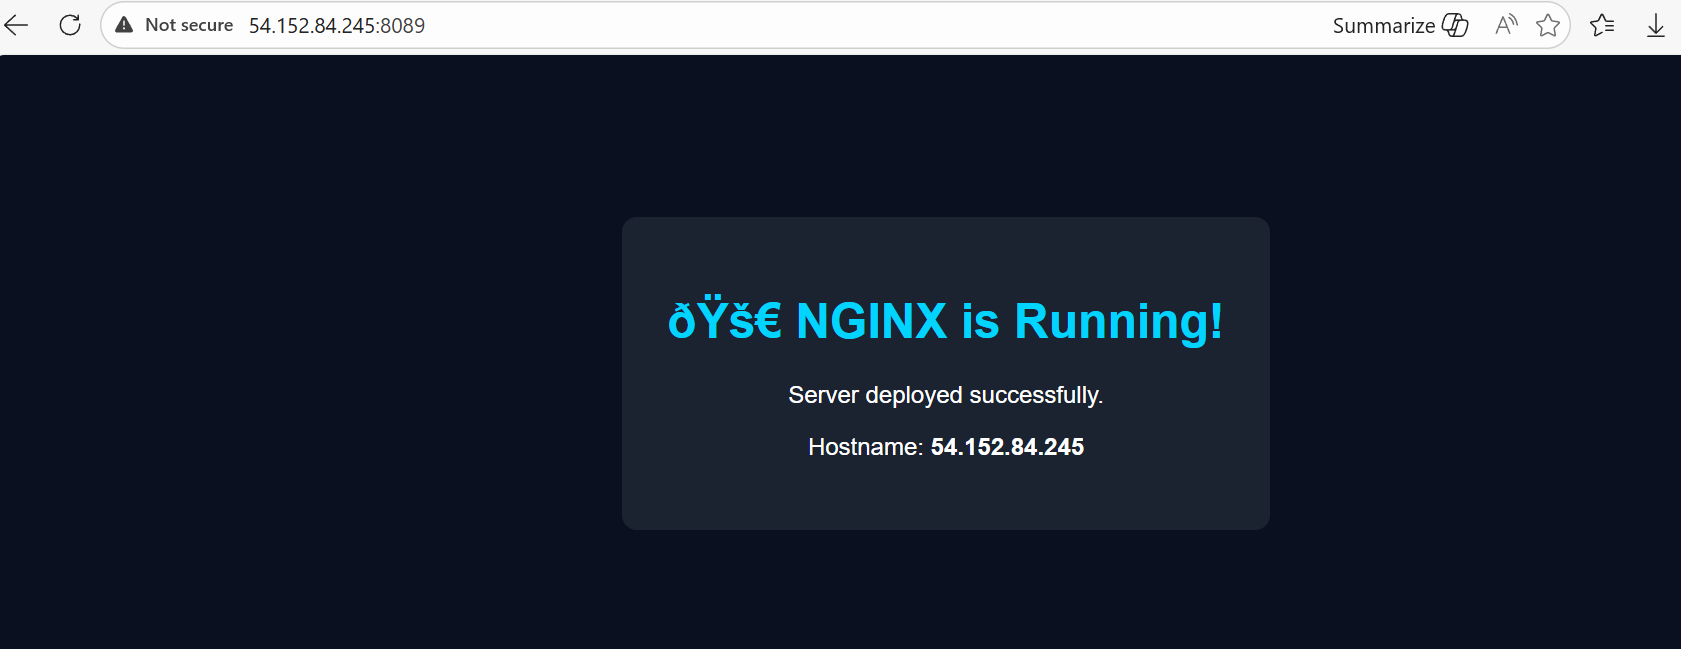 Not secure 54.152.84.245:8089 Summarize
ðŸš€ NGINX is Running!
Server deployed successfully.
Hostname: 54.152.84.245